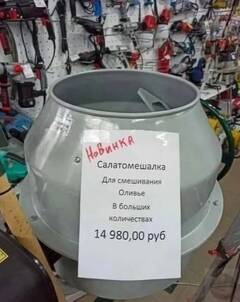 Новинка
Салатомешалка
Для смешивания
Оливье
В больших
количествах
14 980,00 руб